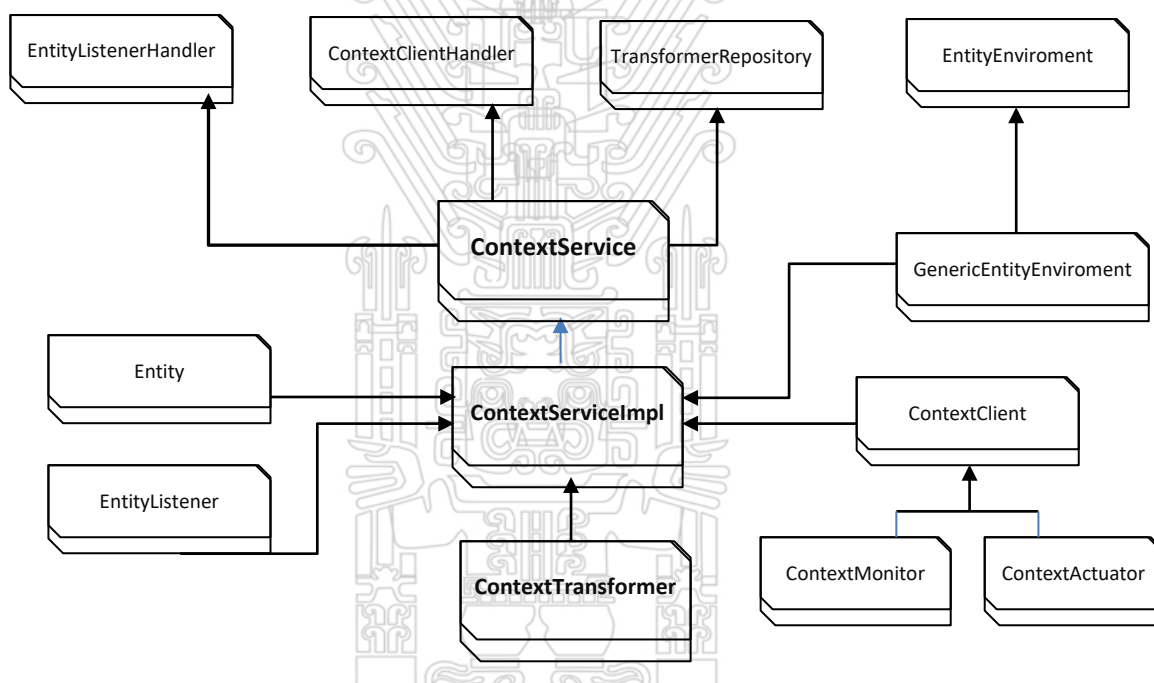 EntityListenerHandler
ContextClientHandler
TransformerRepository
EntityEnviroment
ContextService
GenericEntityEnviroment
Entity
ContextServiceImpl
ContextClient
EntityListener
ContextTransformer
ContextMonitor
ContextActuator